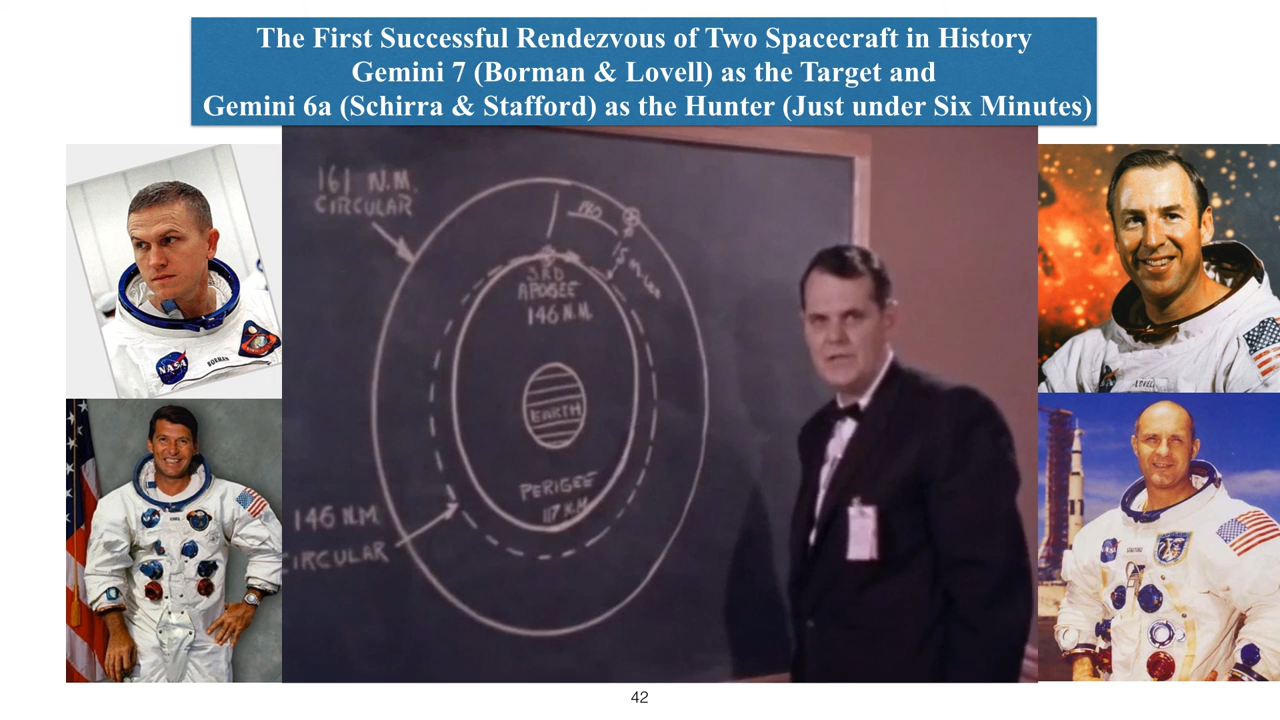 The First Successful Rendezvous of Two Spacecraft in History
Gemini 7 (Borman & Lovell) as the Target and
Gemini 6a (Schirra & Stafford) as the Hunter (Just under Six Minutes)
161 N.M.
CIRCULAR
3RD
APOGEE
146 N.M.
EARTH
PERIGEE
117 N.M.
146 N.M.
CIRCULAR
NASA
BORMAN
42